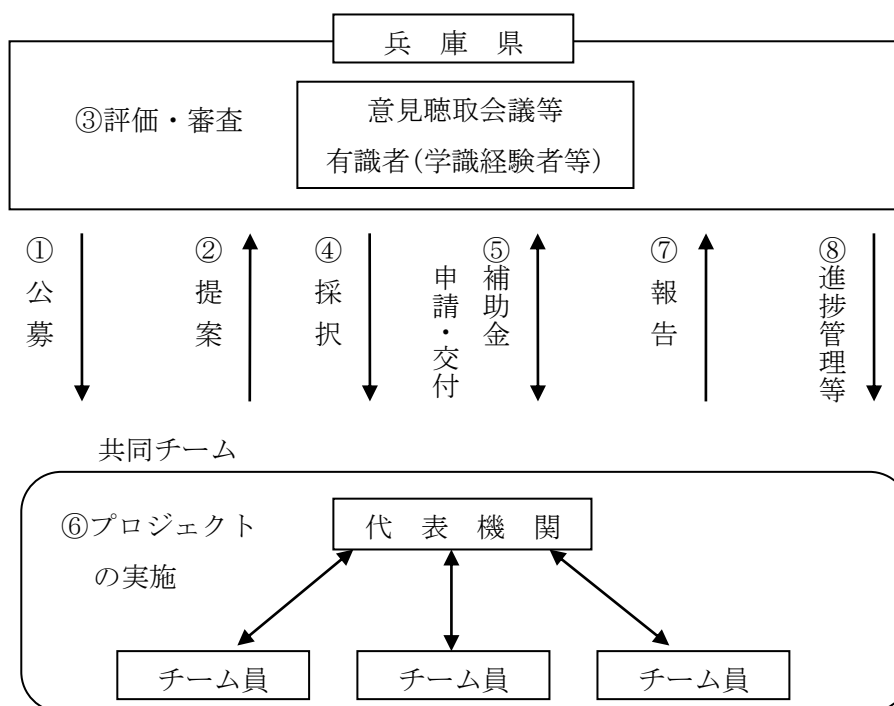 兵庫県
③評価・審査
意見聴取会議等
有識者(学識経験者等)
①公募
②提案
④採択
⑤補助金
申請・交付
⑦報告
⑧進捗管理等
共同チーム
⑥プロジェクト
の実施
代表機関
チーム員
チーム員
チーム員